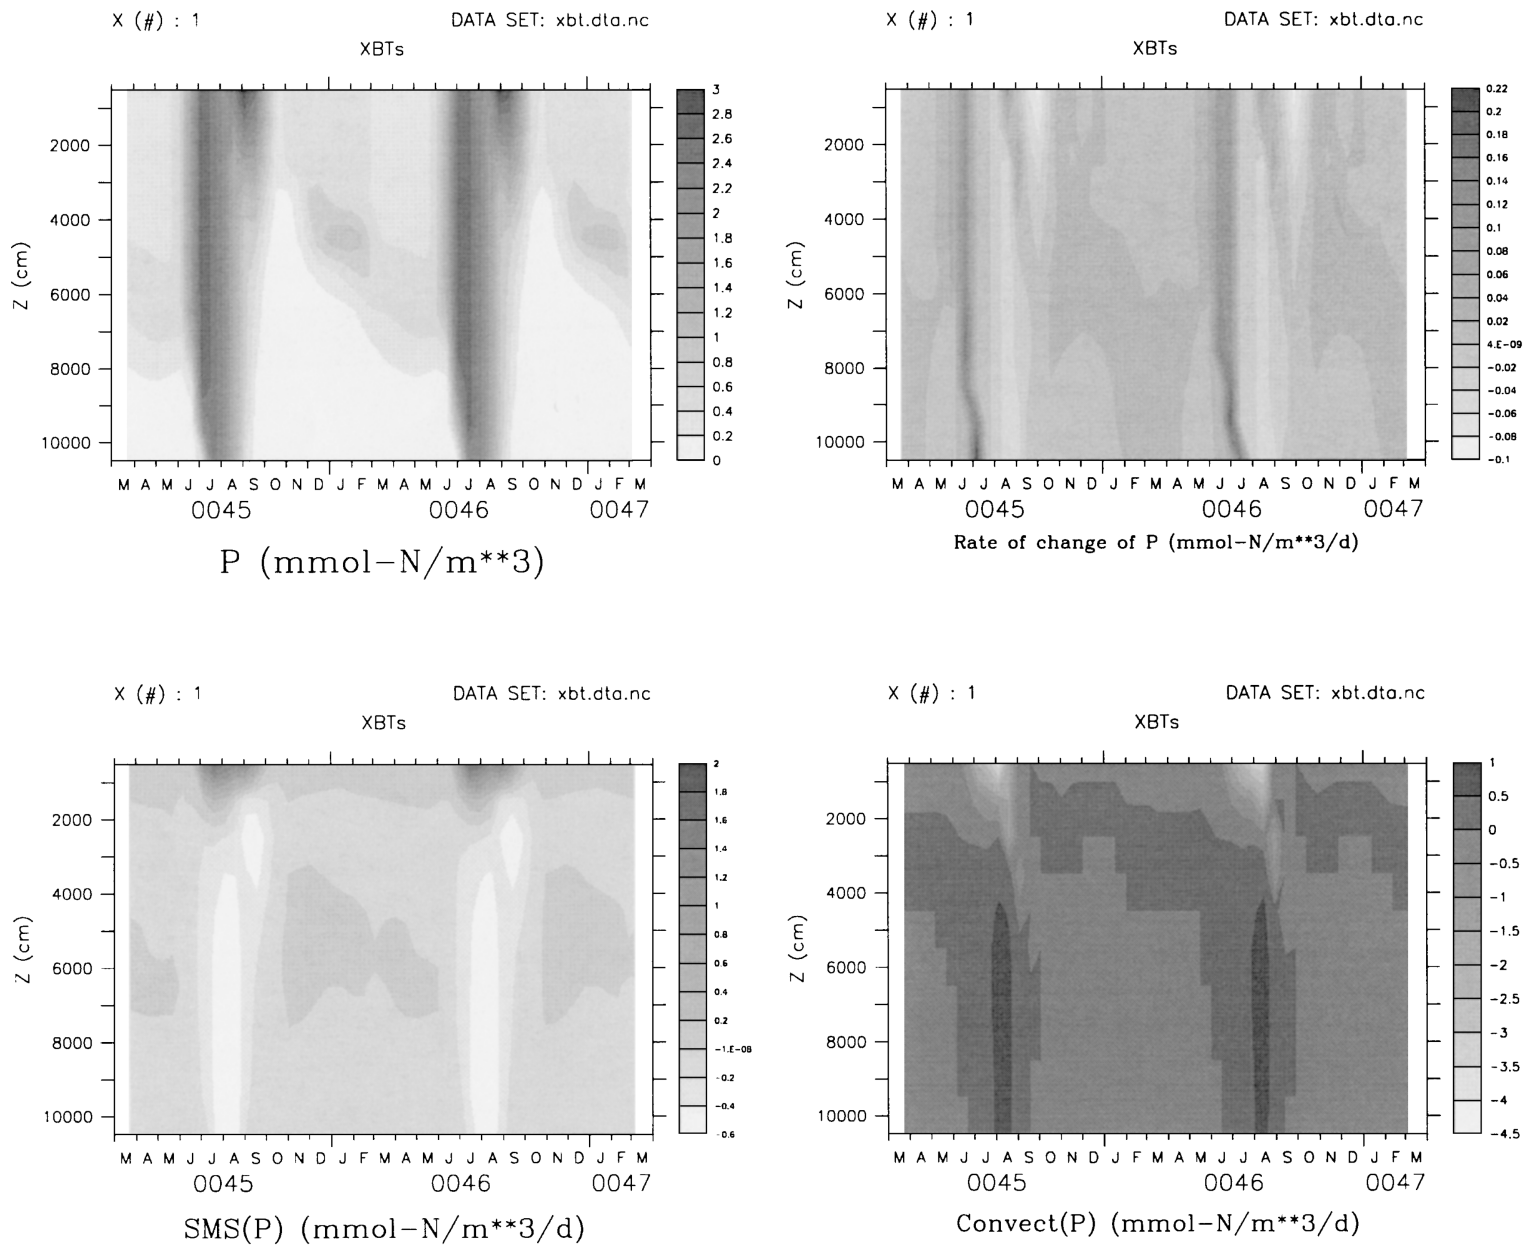 X (#) : 1 DATA SET: xbt.dta.nc
XBTs
3
2.8
2.6
2.4
2.2
2
1.8
1.6
1.4
1.2
1
0.8
0.6
0.4
0.2
0
2000
4000
6000
8000
10000
Z (cm)
M A M J J A S O N D J F M A M J J A S O N D J F M
0045 0046 0047
P (mmol-N/m**3)
X (#) : 1 DATA SET: xbt.dta.nc
XBTs
0.22
0.2
0.18
0.16
0.14
0.12
0.1
0.08
0.06
0.04
0.02
4.E-09
-0.02
-0.04
-0.06
-0.08
-0.1
2000
4000
6000
8000
10000
Z (cm)
M A M J J A S O N D J F M A M J J A S O N D J F M
0045 0046 0047
Rate of change of P (mmol-N/m**3/d)
X (#) : 1 DATA SET: xbt.dta.nc
XBTs
2
1.8
1.6
1.4
1.2
1
0.8
0.6
0.4
0.2
-1.E-08
-0.2
-0.4
-0.6
2000
4000
6000
8000
10000
Z (cm)
M A M J J A S O N D J F M A M J J A S O N D J F M
0045 0046 0047
SMS(P) (mmol-N/m**3/d)
X (#) : 1 DATA SET: xbt.dta.nc
XBTs
1
0.5
0
-0.5
-1
-1.5
-2
-2.5
-3
-3.5
-4
-4.5
2000
4000
6000
8000
10000
Z (cm)
M A M J J A S O N D J F M A M J J A S O N D J F M
0045 0046 0047
Convect(P) (mmol-N/m**3/d)